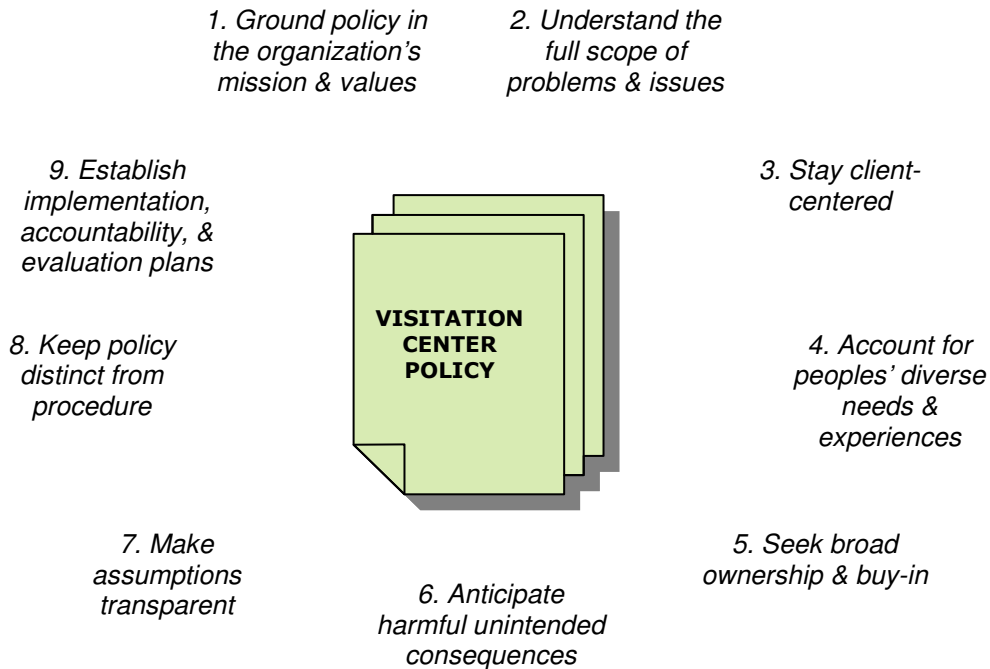 1. Ground policy in
the organization's
mission & values
2. Understand the
full scope of
problems & issues
3. Stay client-
centered
4. Account for
peoples' diverse
needs &
experiences
5. Seek broad
ownership & buy-in
6. Anticipate
harmful unintended
consequences
7. Make
assumptions
transparent
8. Keep policy
distinct from
procedure
9. Establish
implementation,
accountability, &
evaluation plans
VISITATION
CENTER
POLICY